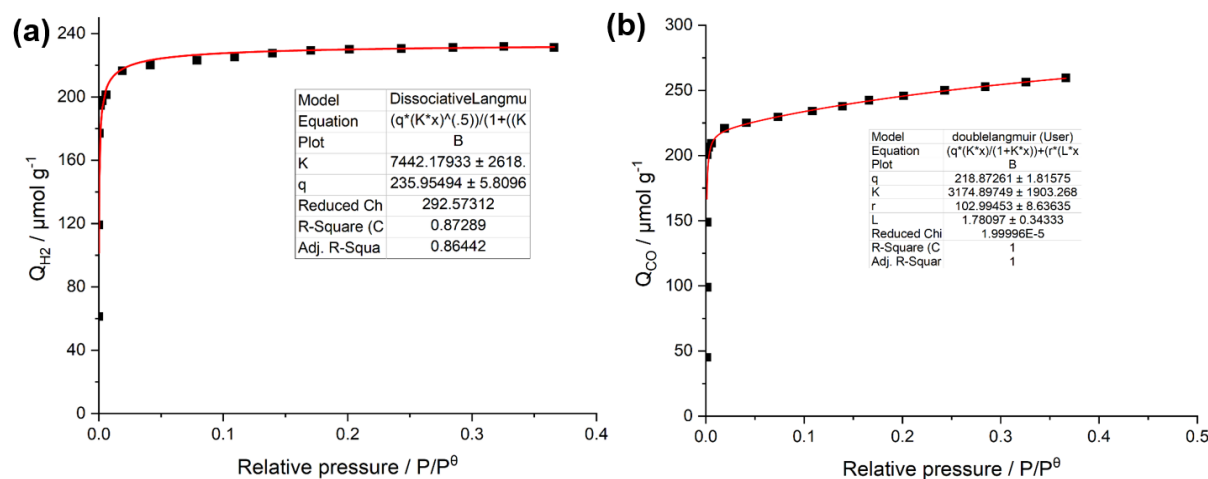 (a)
240
200
160
120
80
40
0
0.0 0.1 0.2 0.3 0.4
Q_H2 / μmol g⁻¹
Relative pressure / P/P^θ
Model DissociativeLangmu
Equation (q*(K*x)^(.5))/(1+((K
Plot B
K 7442.17933 ± 2618.
q 235.95494 ± 5.8096
Reduced Ch 292.57312
R-Square (C 0.87289
Adj. R-Squa 0.86442
(b)
300
250
200
150
100
50
0
0.0 0.1 0.2 0.3 0.4 0.5
Q_CO / μmol g⁻¹
Relative pressure / P/P^θ
Model doublelangmuir (User)
Equation (q*(K*x)/(1+K*x))+(r*(L*x
Plot B
q 218.87261 ± 1.81575
K 3174.89749 ± 1903.268
r 102.99453 ± 8.63635
L 1.78097 ± 0.34333
Reduced Chi 1.99996E-5
R-Square (C 1
Adj. R-Squar 1